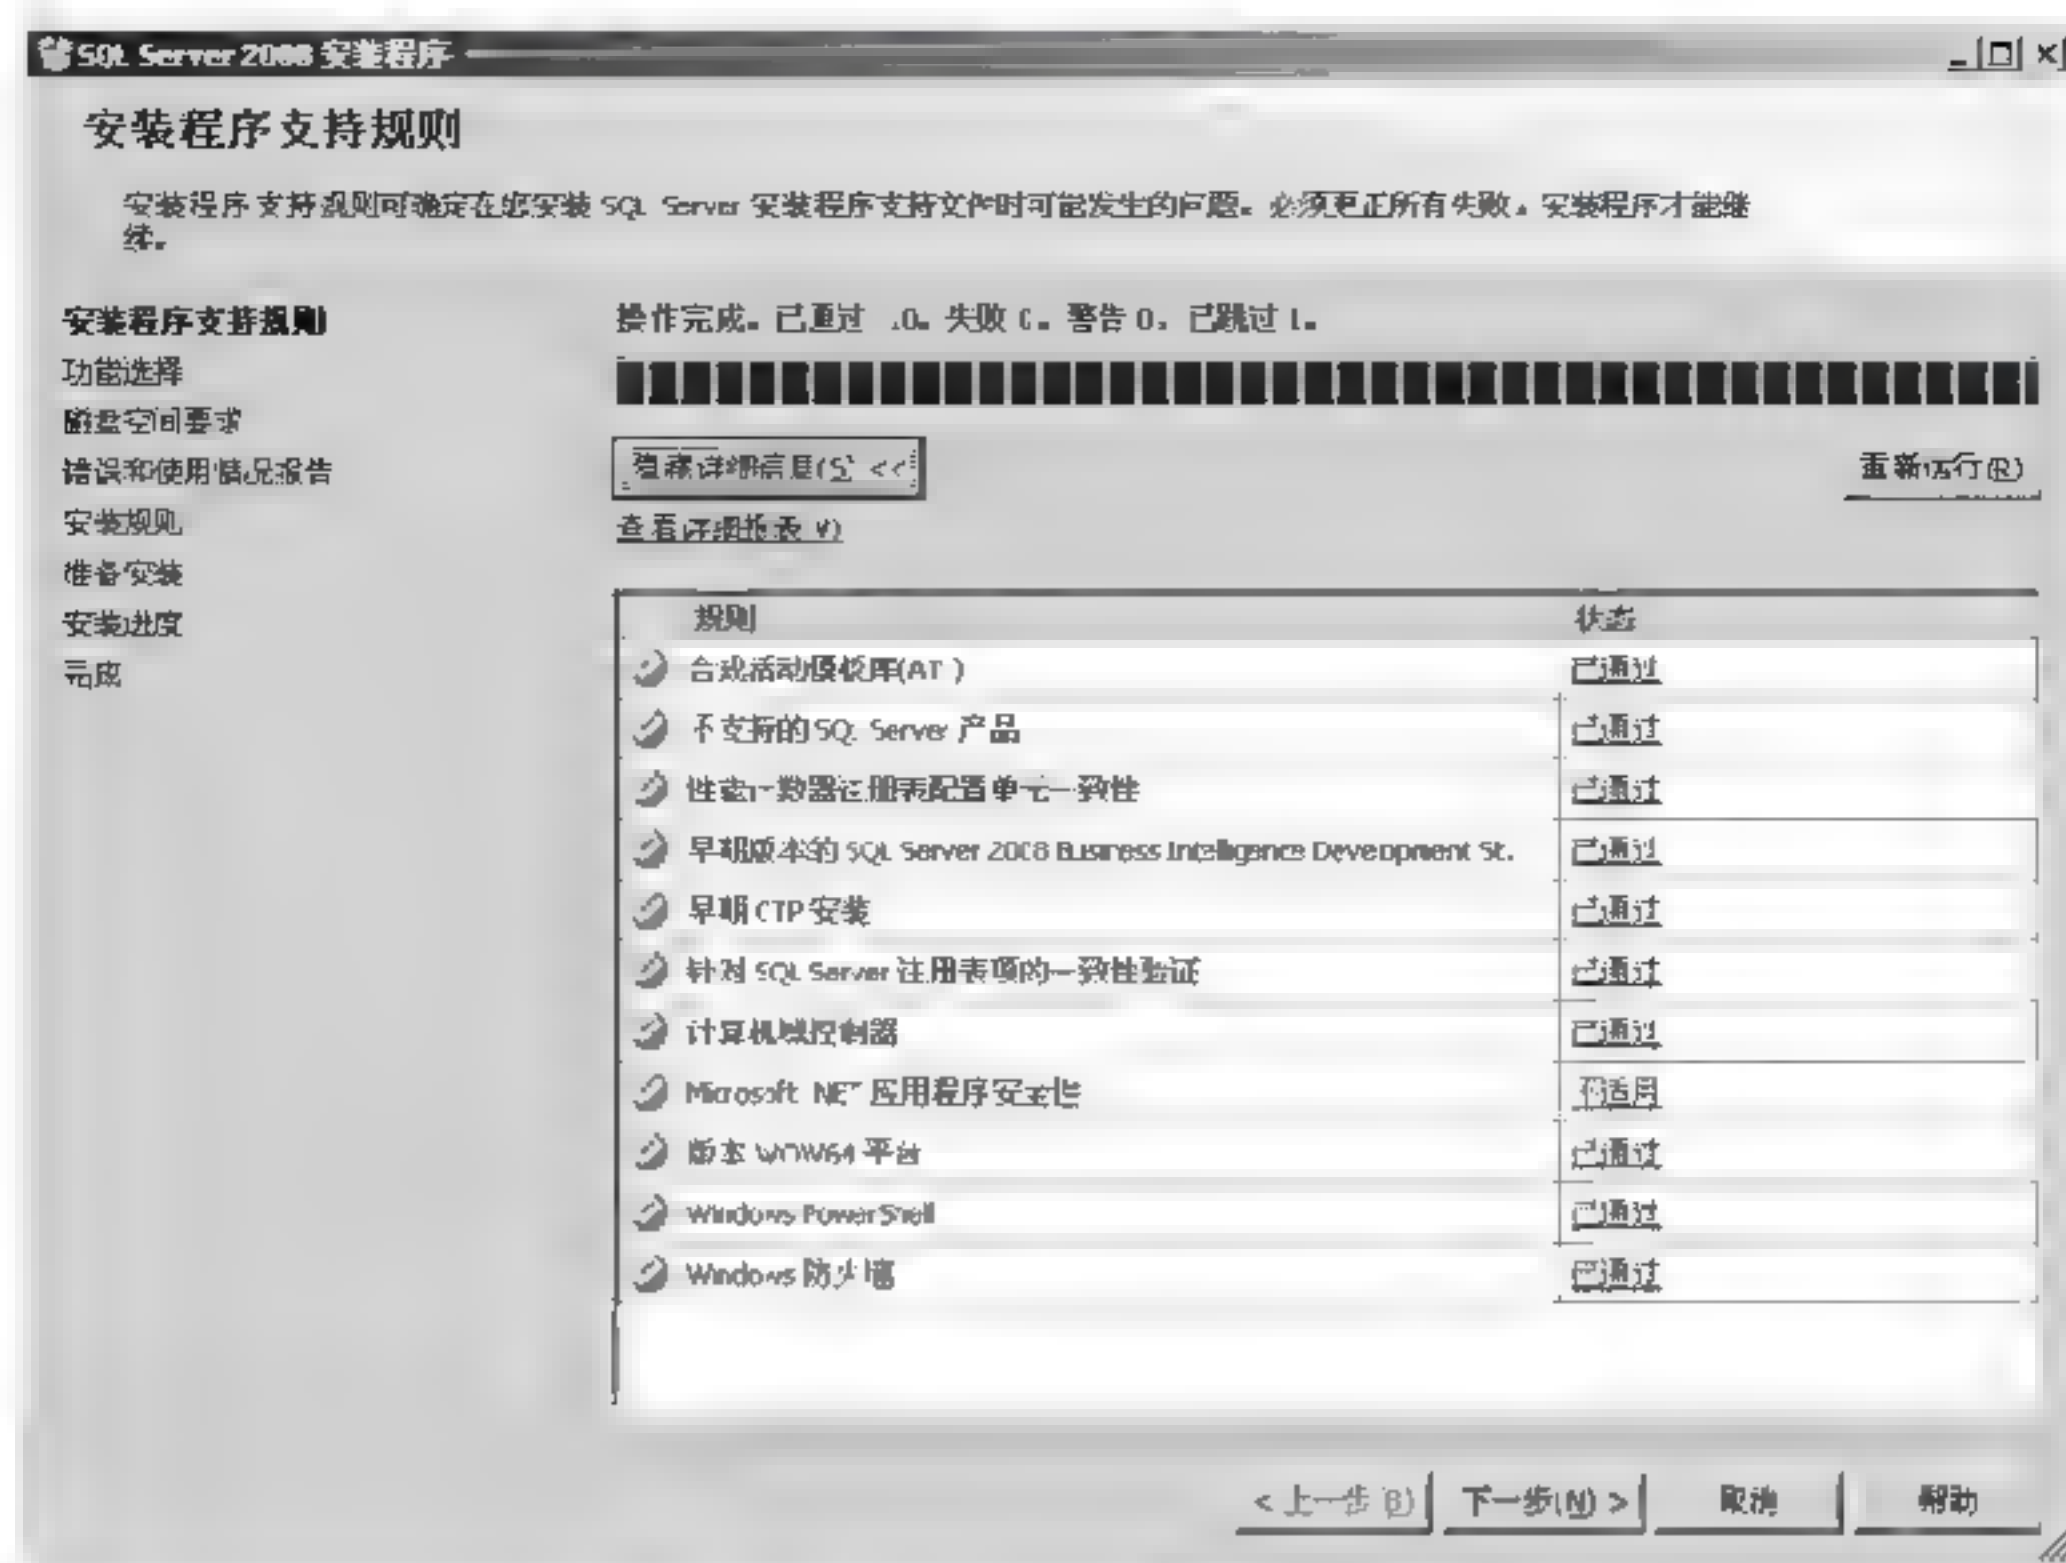 SQL Server 2008 安装程序
安装程序支持规则
安装程序支持规则可确定在您安装 SQL Server 安装程序支持文件时可能发生的问题。必须更正所有失败,安装程序才能继
续。
安装程序支持规则
功能选择
磁盘空间要求
错误和使用情况报告
安装规则
准备安装
安装进度
完成
操作完成。已通过 10。失败 0。警告 0。已跳过 1。
隐藏详细信息(S) <<
重新运行(R)
查看详细报表(V)
规则 状态
活动模板库(AT ) 已通过
不支持的 SQL Server 产品 已通过
性能计数器注册表配置单元一致性 已通过
早期版本的 SQL Server 2008 Business Intelligence Development St. 已通过
早期 CTP 安装 已通过
针对 SQL Server 注册表项的一致性验证 已通过
计算机域控制器 已通过
Microsoft .NET 应用程序安全性 不适用
版本 WOW64 平台 已通过
Windows PowerShell 已通过
Windows 防火墙 已通过
< 上一步(B) 下一步(N) > 取消 帮助